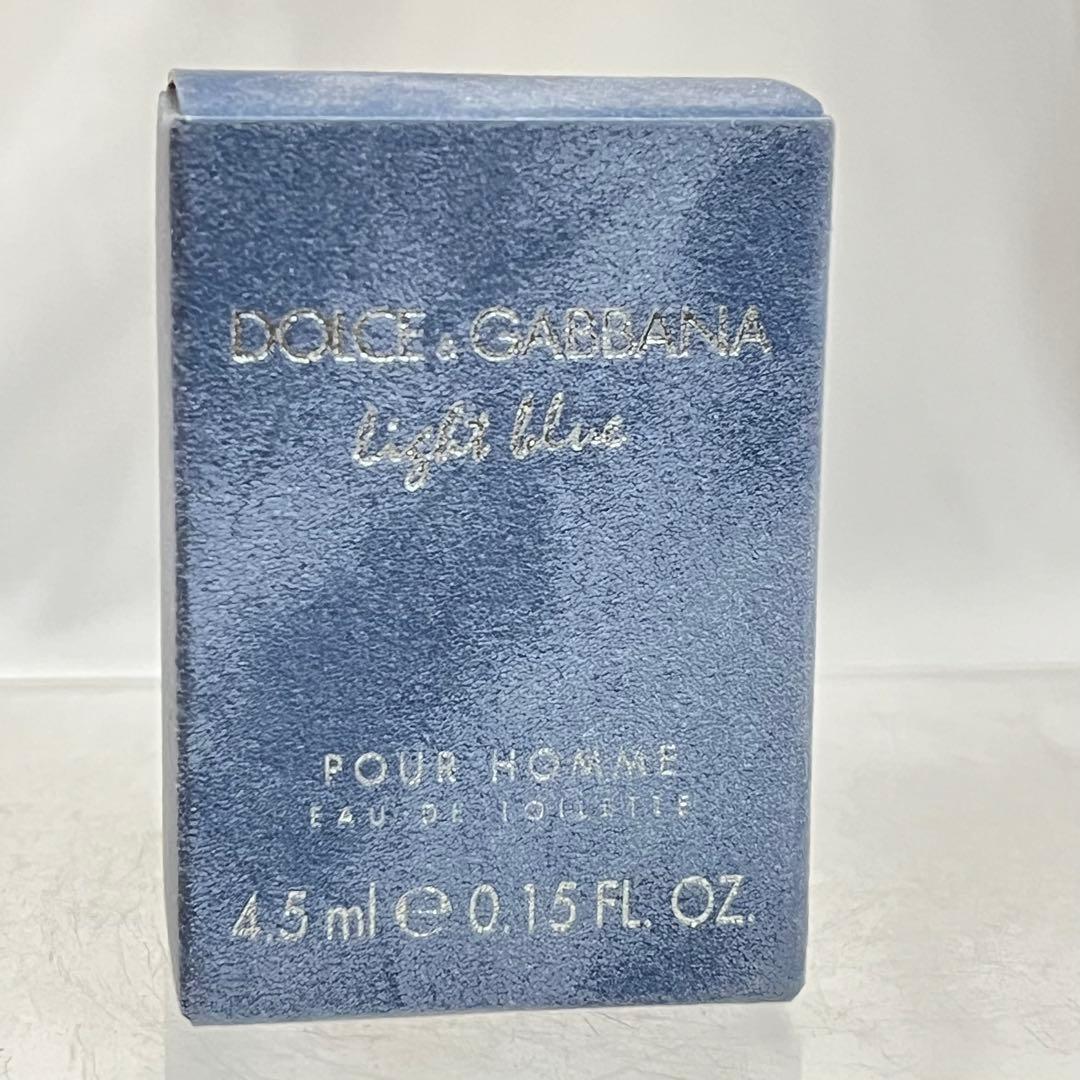 DOLCE & GABBANA
light blue
POUR HOMME
EAU DE TOILETTE
4.5 ml ℮ 0.15 FL. OZ.